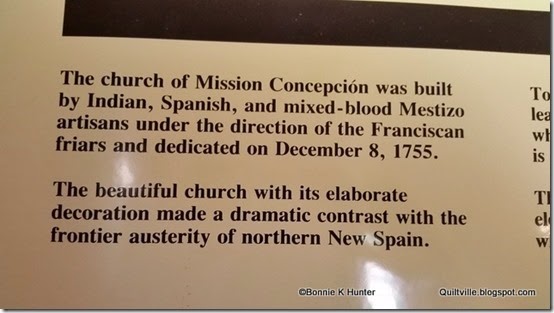 The church of Mission Concepción was built
by Indian, Spanish, and mixed-blood Mestizo
artisans under the direction of the Franciscan
friars and dedicated on December 8, 1755.
The beautiful church with its elaborate
decoration made a dramatic contrast with the
frontier austerity of northern New Spain.
To
is
©Bonnie K Hunter
Quiltville.blogspot.com